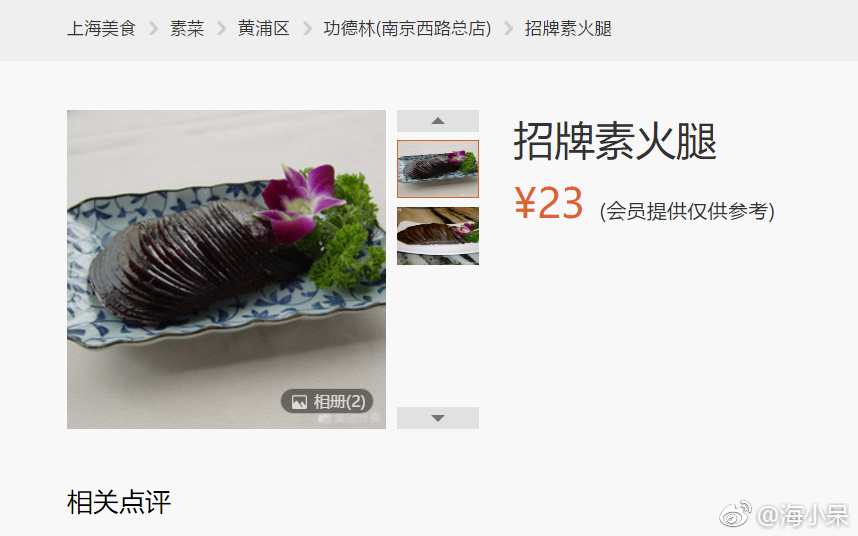 上海美食 > 素菜 > 黄浦区 > 功德林(南京西路总店) > 招牌素火腿
招牌素火腿
¥23 (会员提供仅供参考)
相册(2)
相关点评
@海小呆